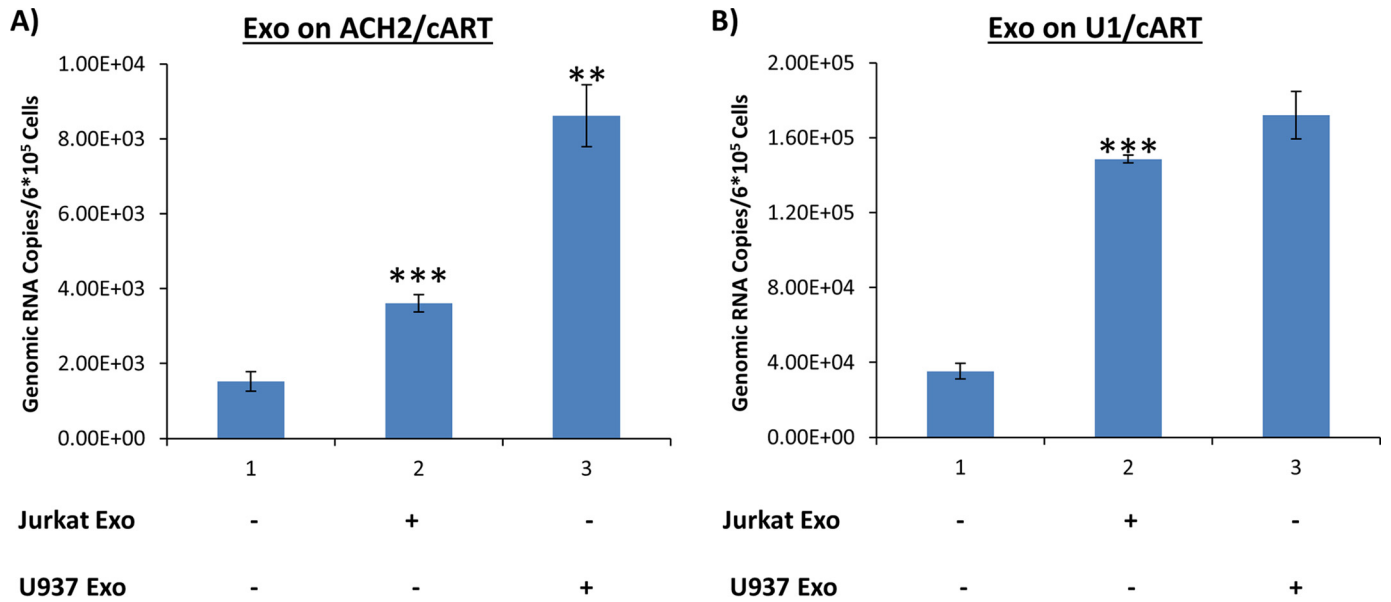 A)
Exo on ACH2/cART
Genomic RNA Copies/6*10⁵ Cells
1.00E+04
8.00E+03
6.00E+03
4.00E+03
2.00E+03
0.00E+00
***
**
1 2 3
Jurkat Exo - + -
U937 Exo - - +
B)
Exo on U1/cART
Genomic RNA Copies/6*10⁵ Cells
2.00E+05
1.60E+05
1.20E+05
8.00E+04
4.00E+04
0.00E+00
***
1 2 3
Jurkat Exo - + -
U937 Exo - - +